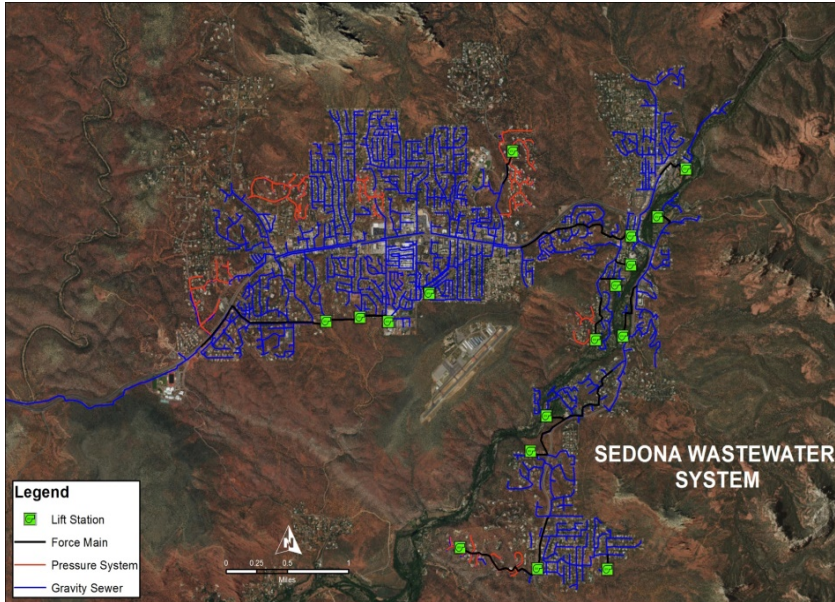 SEDONA WASTEWATER
SYSTEM
Legend
Lift Station
Force Main
Pressure System
Gravity Sewer
N
0 0.25 0.5 1
Miles